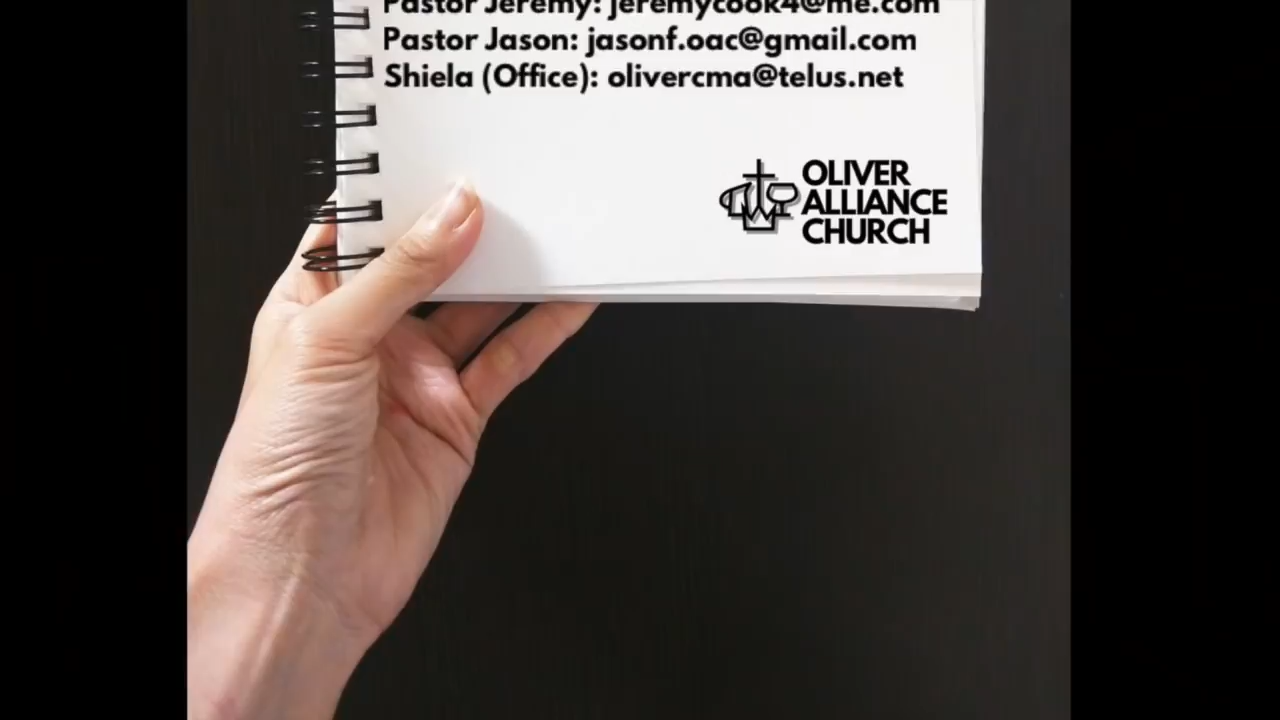 Pastor Jeremy: jeremycook4@me.com
Pastor Jason: jasonf.oac@gmail.com
Shiela (Office): olivercma@telus.net
OLIVER
ALLIANCE
CHURCH